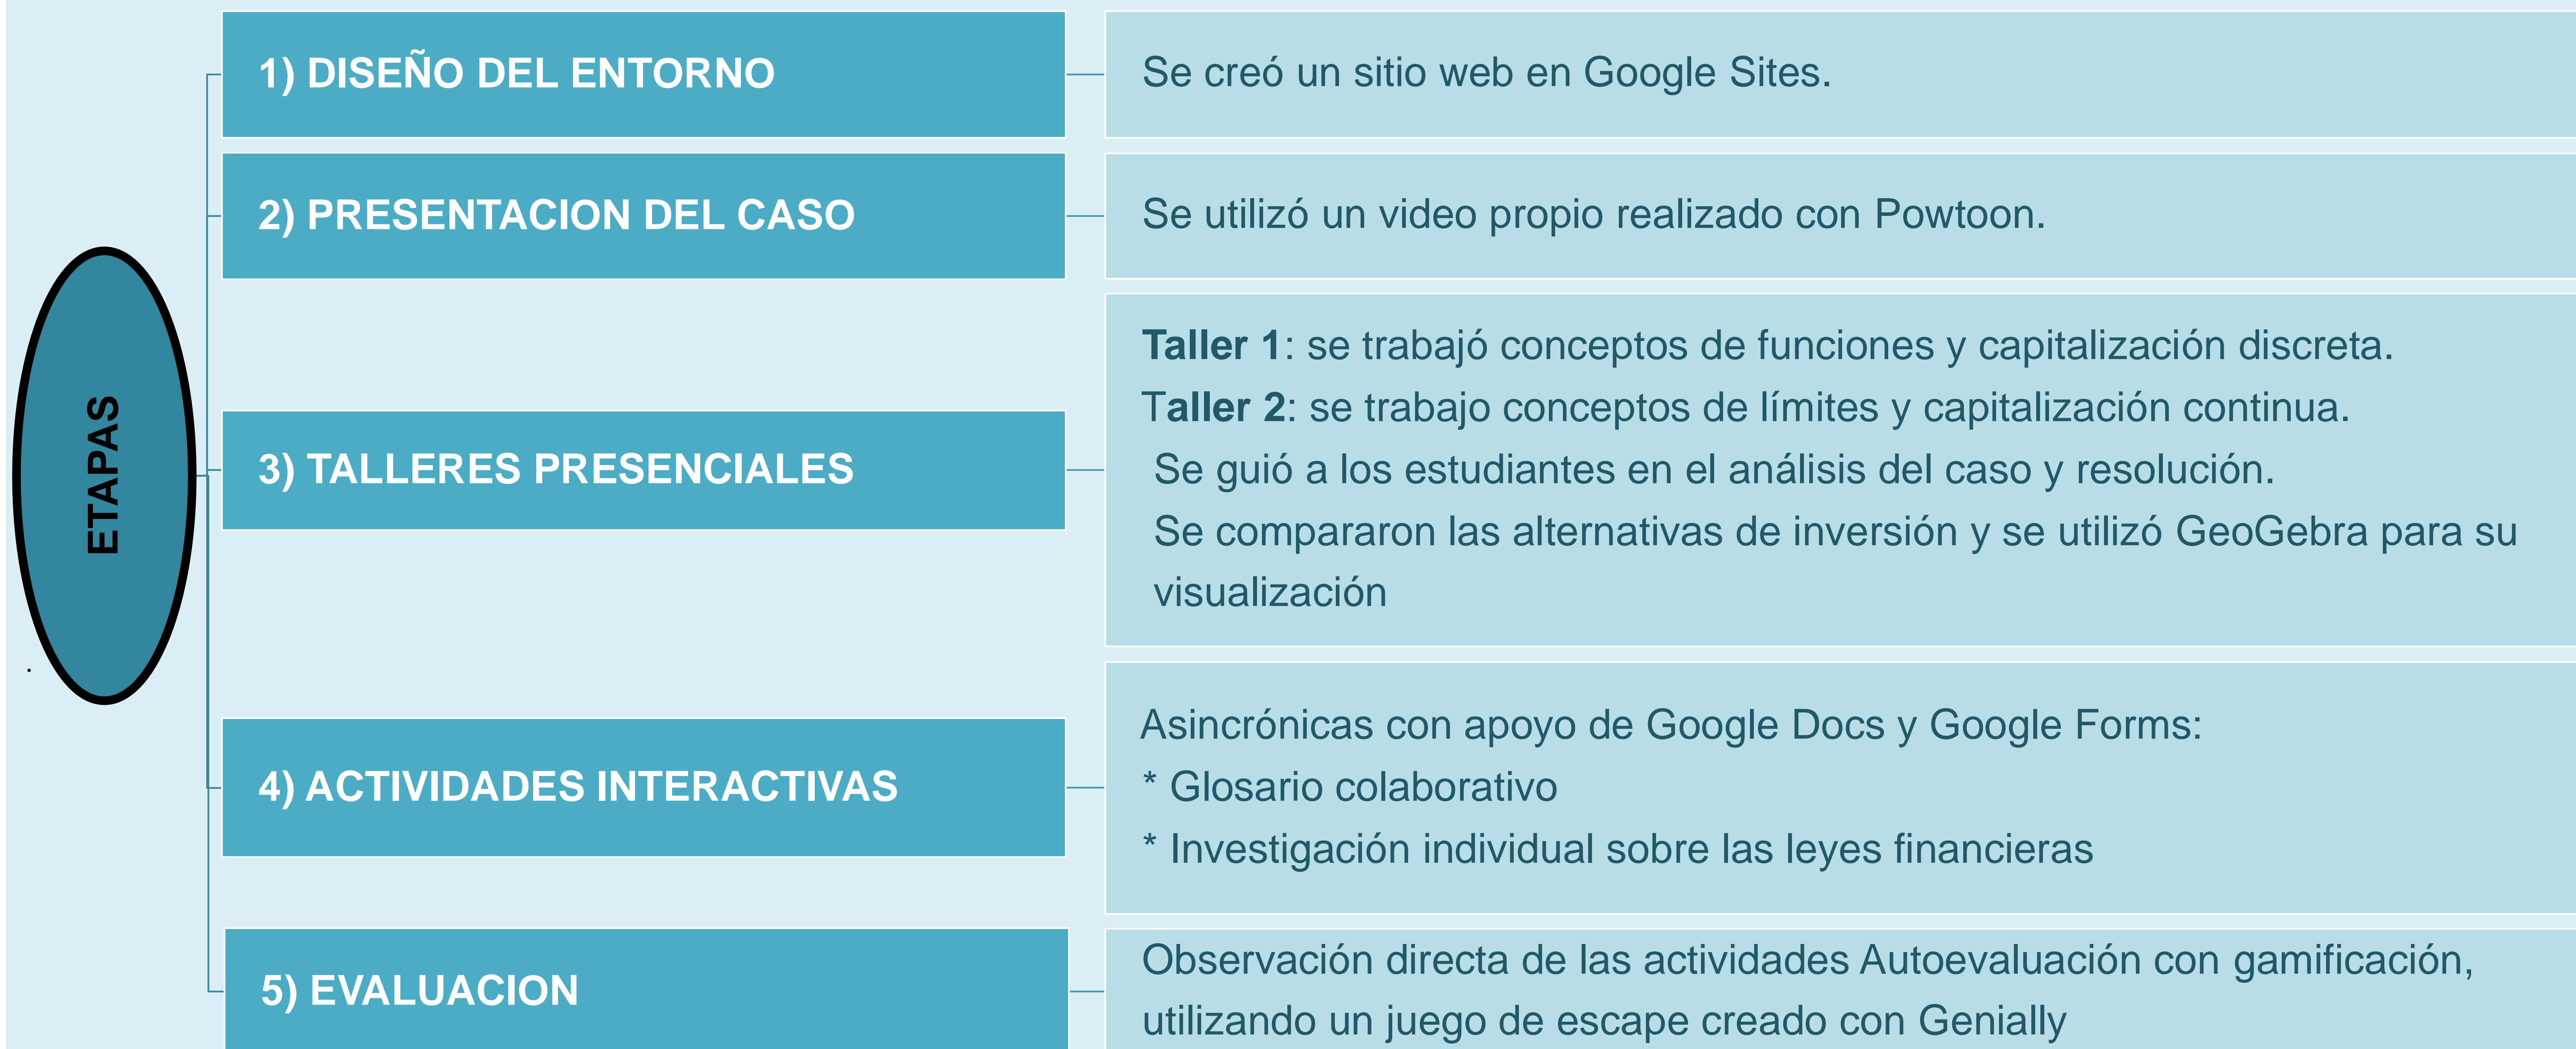 ETAPAS
1) DISEÑO DEL ENTORNO
Se creó un sitio web en Google Sites.
2) PRESENTACION DEL CASO
Se utilizó un video propio realizado con Powtoon.
3) TALLERES PRESENCIALES
Taller 1: se trabajó conceptos de funciones y capitalización discreta.
Taller 2: se trabajo conceptos de límites y capitalización continua.
Se guió a los estudiantes en el análisis del caso y resolución.
Se compararon las alternativas de inversión y se utilizó GeoGebra para su
visualización
4) ACTIVIDADES INTERACTIVAS
Asincrónicas con apoyo de Google Docs y Google Forms:
* Glosario colaborativo
* Investigación individual sobre las leyes financieras
5) EVALUACION
Observación directa de las actividades Autoevaluación con gamificación,
utilizando un juego de escape creado con Genially
.